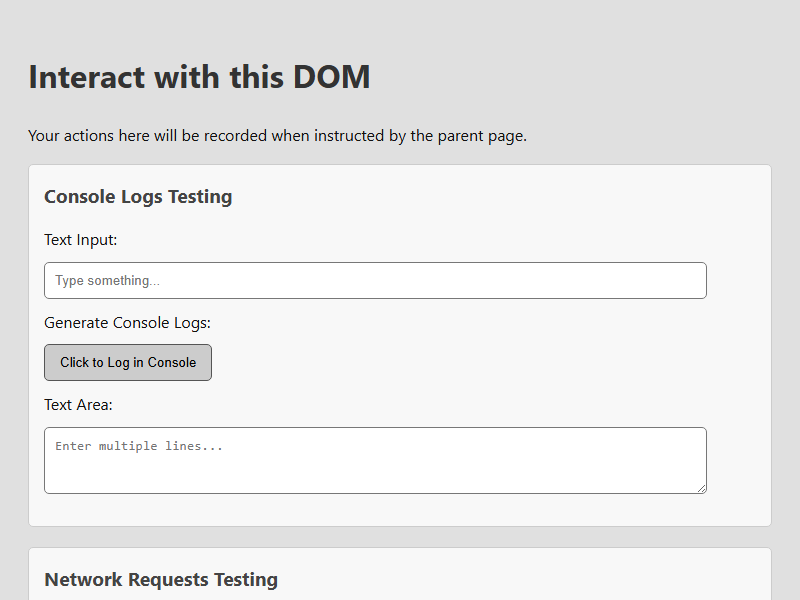 Interact with this DOM
Your actions here will be recorded when instructed by the parent page.
Console Logs Testing
Text Input:
Type something...
Generate Console Logs:
Click to Log in Console
Text Area:
Enter multiple lines...
Network Requests Testing